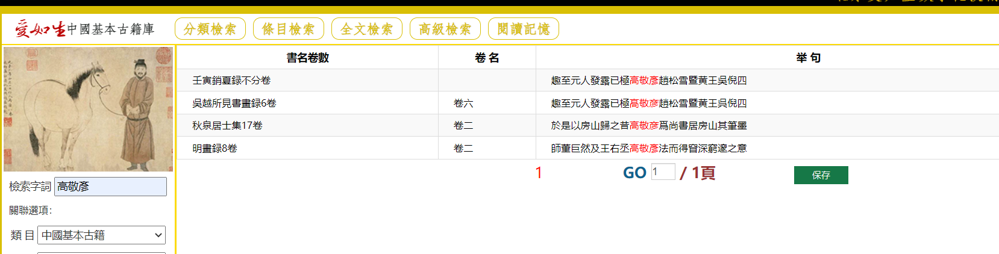 愛如生中國基本古籍庫
分類檢索 條目檢索 全文檢索 高級檢索 閱讀記憶
書名卷數 卷 名 举 句
壬寅銷夏録不分卷 趣至元人發露已極高敬彥趙松雪暨黄王吳倪四
吳越所見書畫録6卷 卷六 趣至元人發露已極高敬彦趙松雪暨黄王呉倪四
秋泉居士集17卷 卷二 於是以房山歸之昔高敬彦爲尚書居房山其筆墨
明畫録8卷 卷二 師董巨然及王右丞高敬彥法而得窅深窮邃之意
1 GO 1 / 1頁 保存
檢索字詞 高敬彥
關聯選項:
類 目 中國基本古籍